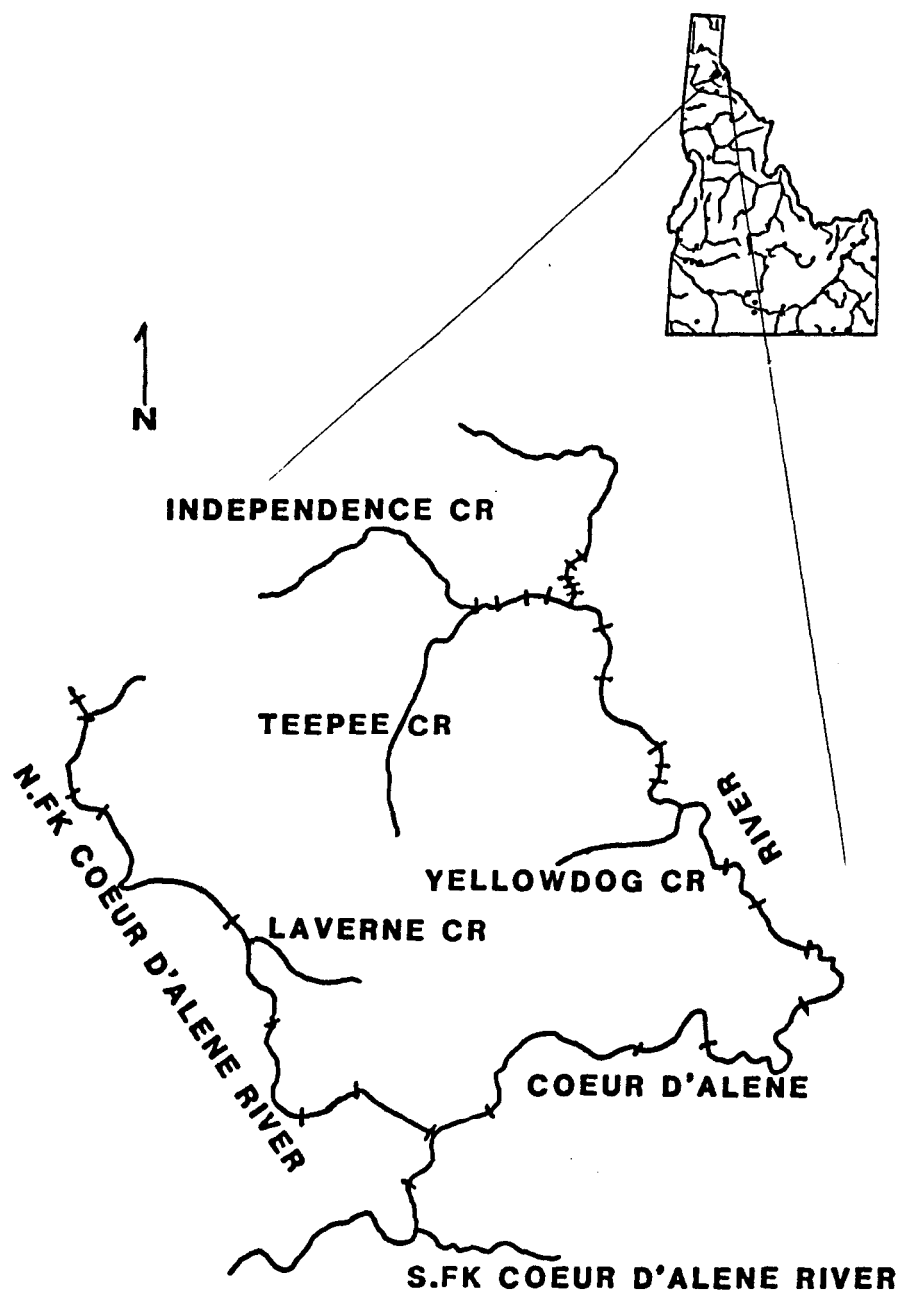 N
INDEPENDENCE CR
TEEPEE CR
N.FK COEUR D'ALENE RIVER
RIVER
YELLOWDOG CR
LAVERNE CR
COEUR D'ALENE
S.FK COEUR D'ALENE RIVER